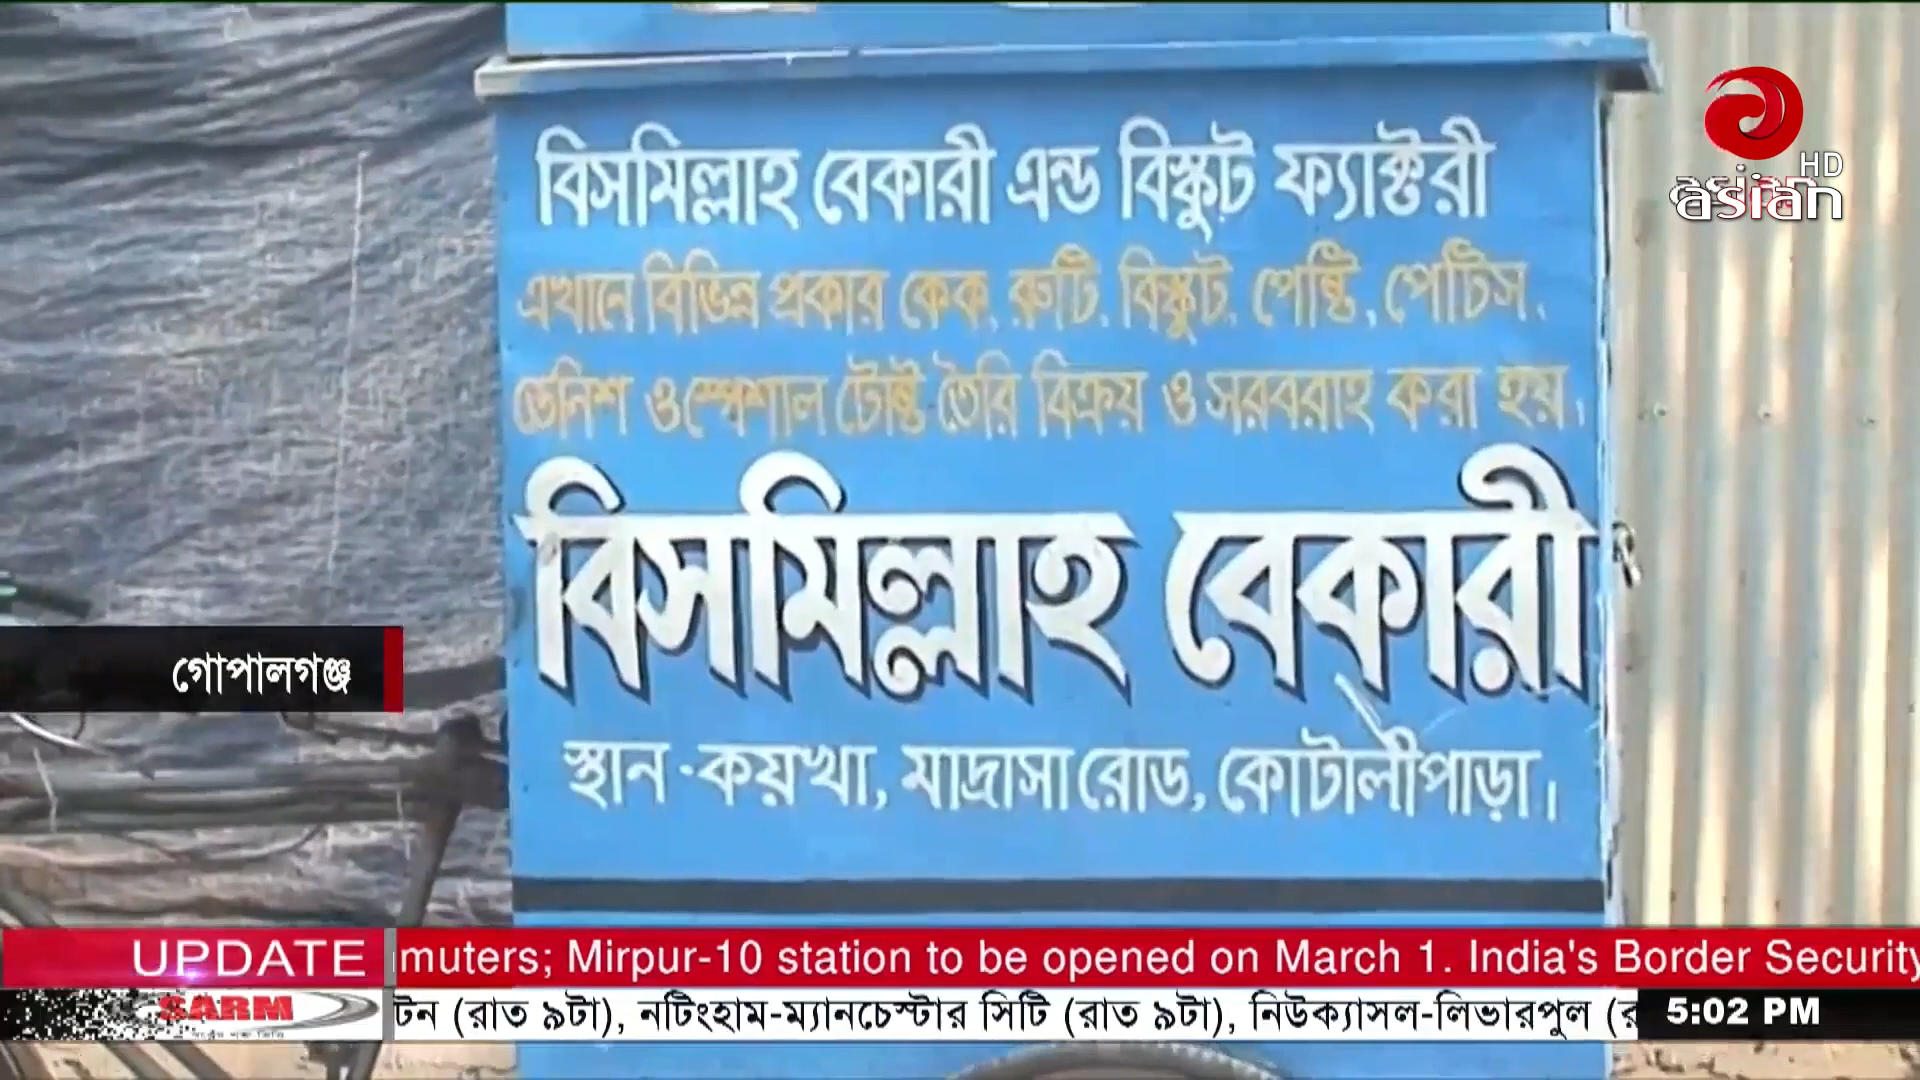 বিসমিল্লাহ বেকারী এন্ড বিস্কুট ফ্যাক্টরী
এখানে বিভিন্ন প্রকার কেক, রুটি, বিস্কুট, পেষ্টি, পেটিস,
ডেনিশ ও স্পেশাল টোষ্ট তৈরি বিক্রয় ও সরবরাহ করা হয়।
বিসমিল্লাহ বেকারী
স্থান-কয়খা, মাদ্রাসা রোড, কোটালীপাড়া।
asian HD
গোপালগঞ্জ
UPDATE muters; Mirpur-10 station to be opened on March 1. India's Border Security
SARM টন (রাত ৯টা), নটিংহাম-ম্যানচেস্টার সিটি (রাত ৯টা), নিউক্যাসল-লিভারপুল (র 5:02 PM